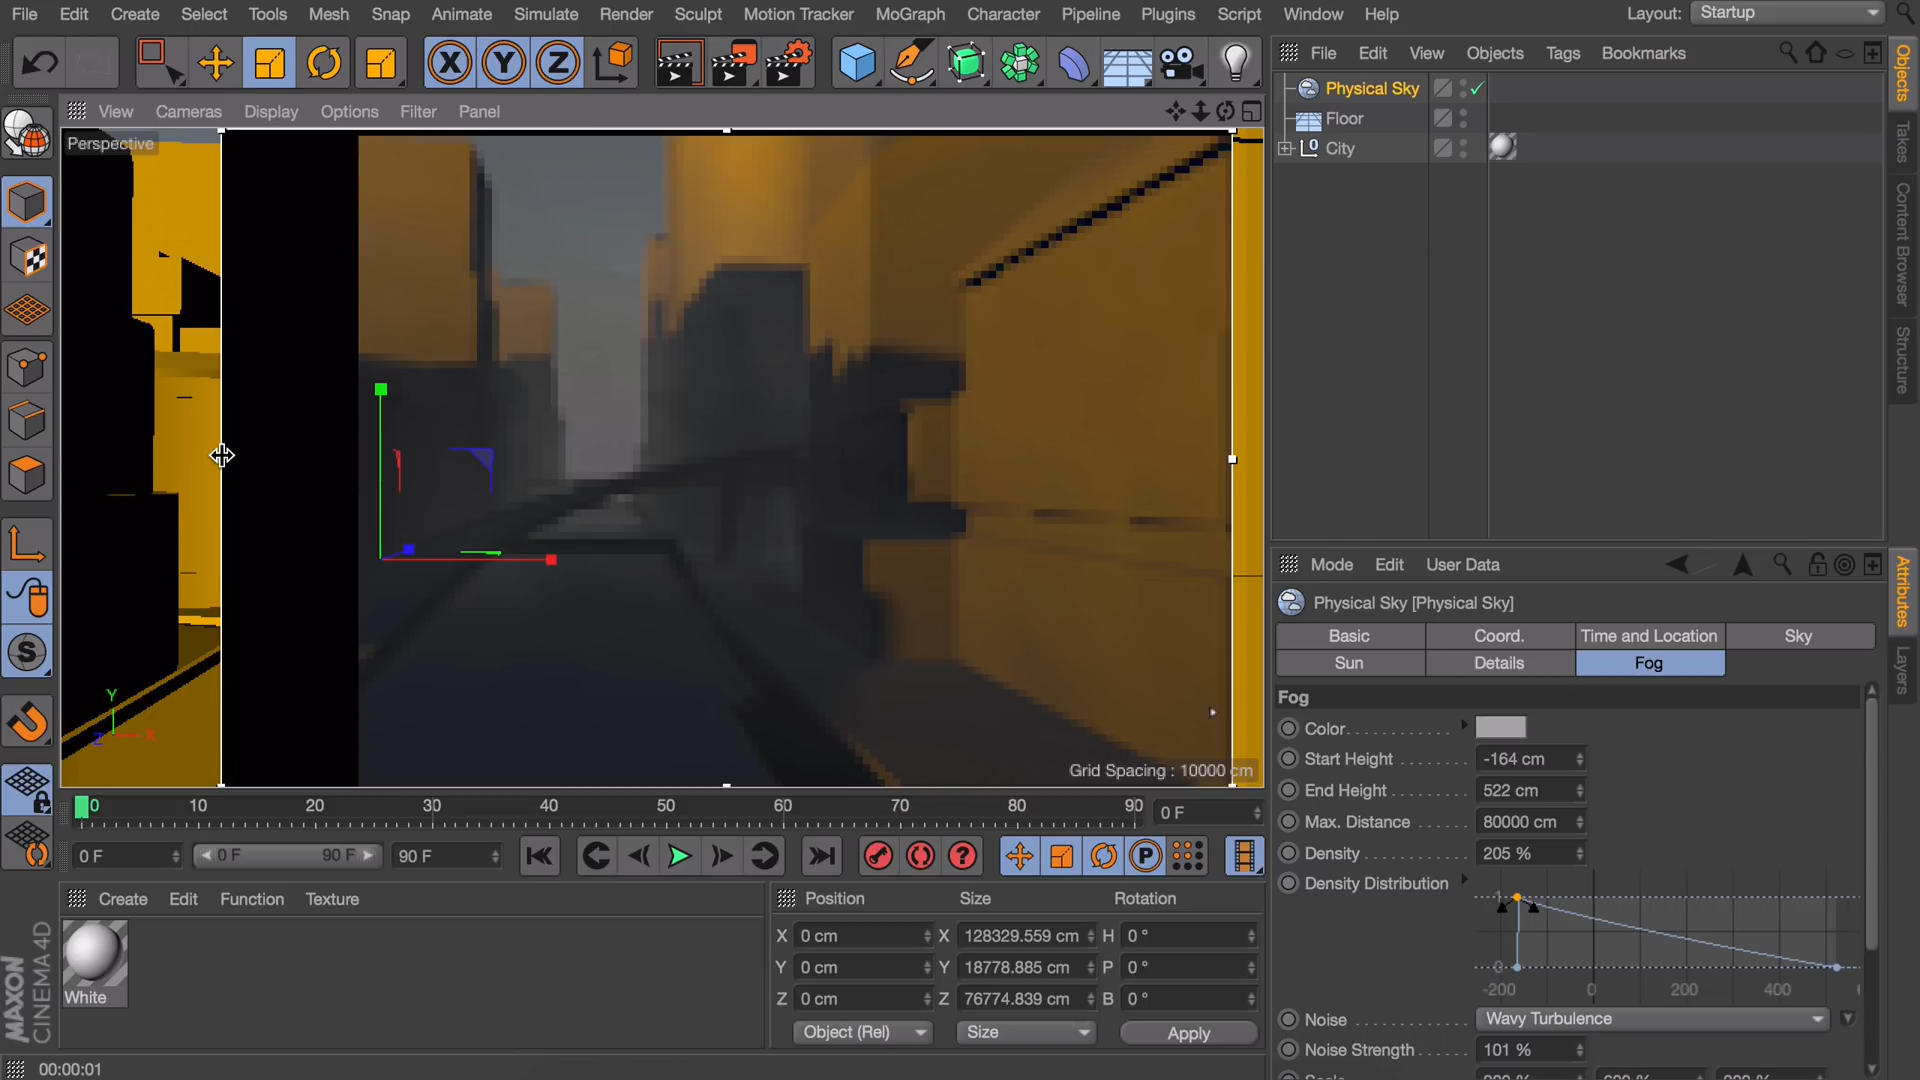 File Edit Create Select Tools Mesh Snap Animate Simulate Render Sculpt Motion Tracker MoGraph Character Pipeline Plugins Script Window Help Layout: Startup
X Y Z
File Edit View Objects Tags Bookmarks
View Cameras Display Options Filter Panel
Perspective
Physical Sky
Floor
0 City
Objects
Takes
Content Browser
Structure
Y
X
Z
S
Grid Spacing : 10000 cm
0 10 20 30 40 50 60 70 80 90 0 F
0 F 0 F 90 F 90 F P
Mode Edit User Data
Physical Sky [Physical Sky]
Basic Coord. Time and Location Sky
Sun Details Fog
Attributes
Layers
Fog
Color
Start Height -164 cm
End Height 522 cm
Max. Distance 80000 cm
Density 205 %
Density Distribution
1
0
-200 0 200 400
Noise Wavy Turbulence
Noise Strength 101 %
Create Edit Function Texture
White
MAXON
CINEMA 4D
Position Size Rotation
X 0 cm X 128329.559 cm H 0 °
Y 0 cm Y 18778.885 cm P 0 °
Z 0 cm Z 76774.839 cm B 0 °
Object (Rel) Size Apply
00:00:01